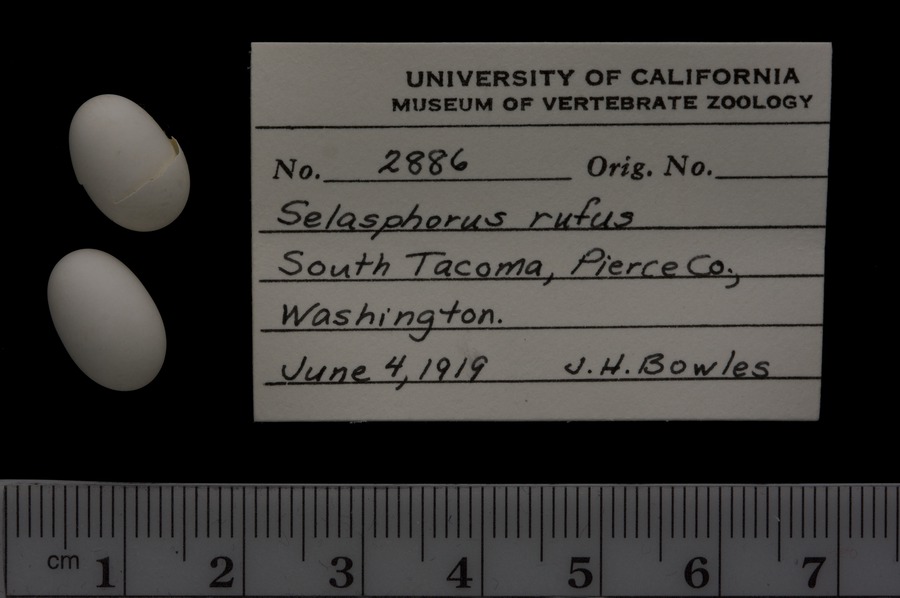 UNIVERSITY OF CALIFORNIA
MUSEUM OF VERTEBRATE ZOOLOGY
No. 2886 Orig. No.
Selasphorus rufus
South Tacoma, Pierce Co.,
Washington.
June 4, 1919 J.H. Bowles
cm 1 2 3 4 5 6 7